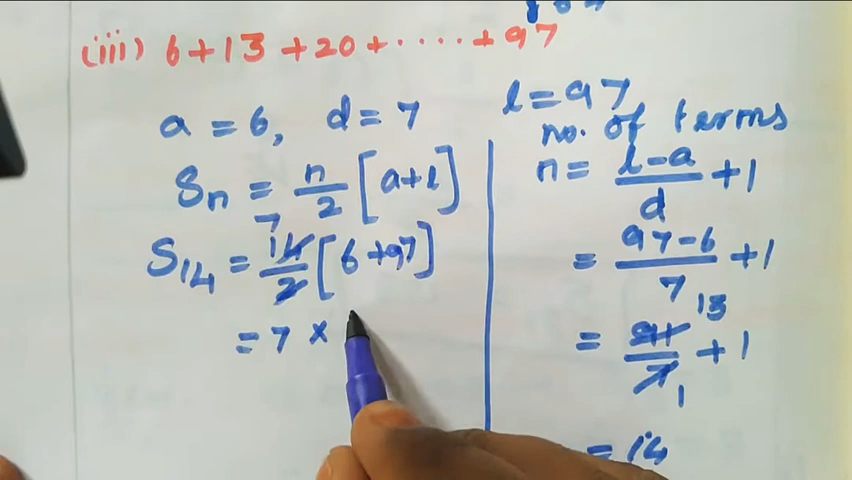 (iii) 6+13+20+.....+97
a = 6, d = 7
Sn = n/2 [a+l]
S14 = 14/2 [6+97]
7
= 7 ×
l = 97
no. of terms
n = l-a/d +1
= 97-6/7 +1
= 91/7 +1
13
1
= 14